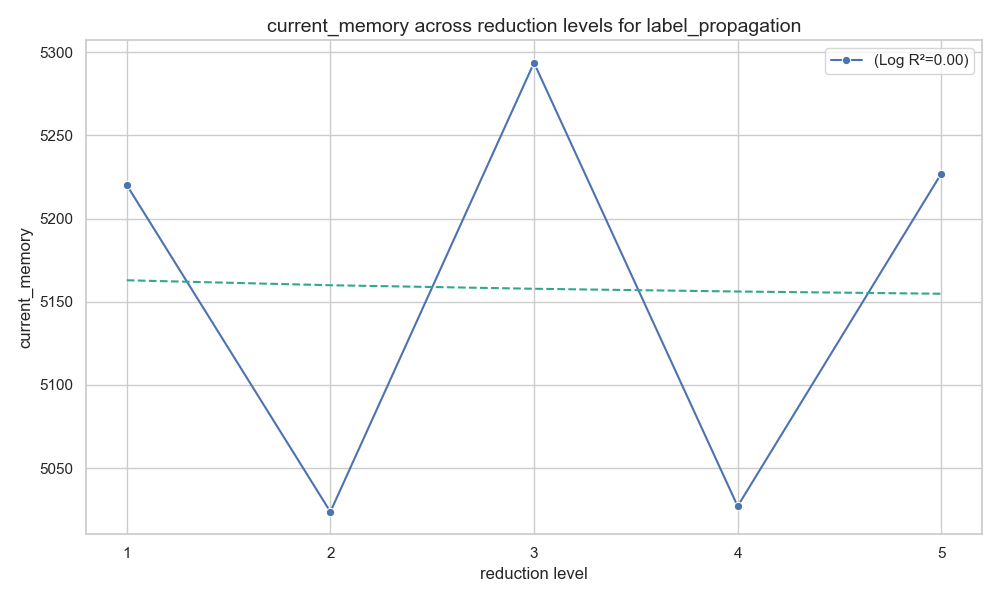 current_memory across reduction levels for label_propagation
(Log R²=0.00)
5300
5250
5200
5150
5100
5050
current_memory
1 2 3 4 5
reduction level